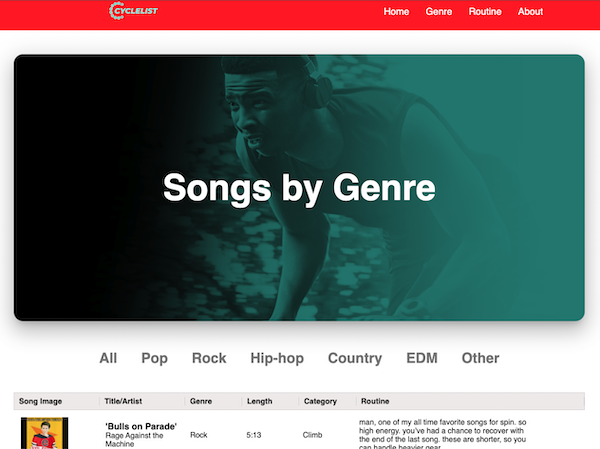 CYCLELIST
Home Genre Routine About
Songs by Genre
All Pop Rock Hip-hop Country EDM Other
Song Image Title/Artist Genre Length Category Routine
'Bulls on Parade'
Rage Against the
Machine
Rock
5:13
Climb
man, one of my all time favorite songs for spin. so
high energy. you've had a chance to recover with
the end of the last song. these are shorter, so you
can handle heavier gear